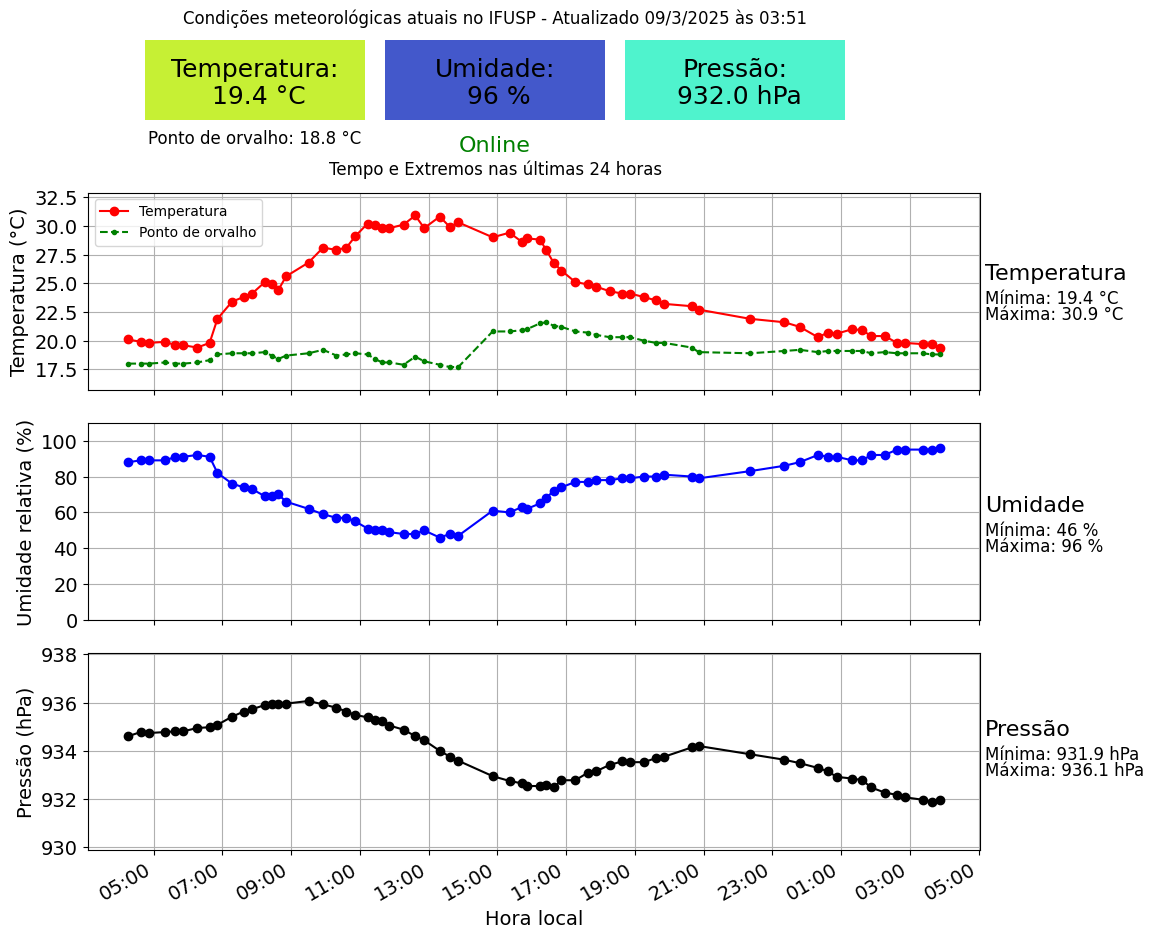 Condições meteorológicas atuais no IFUSP - Atualizado 09/3/2025 às 03:51
Temperatura:
19.4 °C
Umidade:
96 %
Pressão:
932.0 hPa
Ponto de orvalho: 18.8 °C
Online
Tempo e Extremos nas últimas 24 horas
Temperatura (°C)
32.5
30.0
27.5
25.0
22.5
20.0
17.5
Temperatura
Ponto de orvalho
Temperatura
Mínima: 19.4 °C
Máxima: 30.9 °C
Umidade relativa (%)
100
80
60
40
20
0
Umidade
Mínima: 46 %
Máxima: 96 %
Pressão (hPa)
938
936
934
932
930
Pressão
Mínima: 931.9 hPa
Máxima: 936.1 hPa
05:00 07:00 09:00 11:00 13:00 15:00 17:00 19:00 21:00 23:00 01:00 03:00 05:00
Hora local